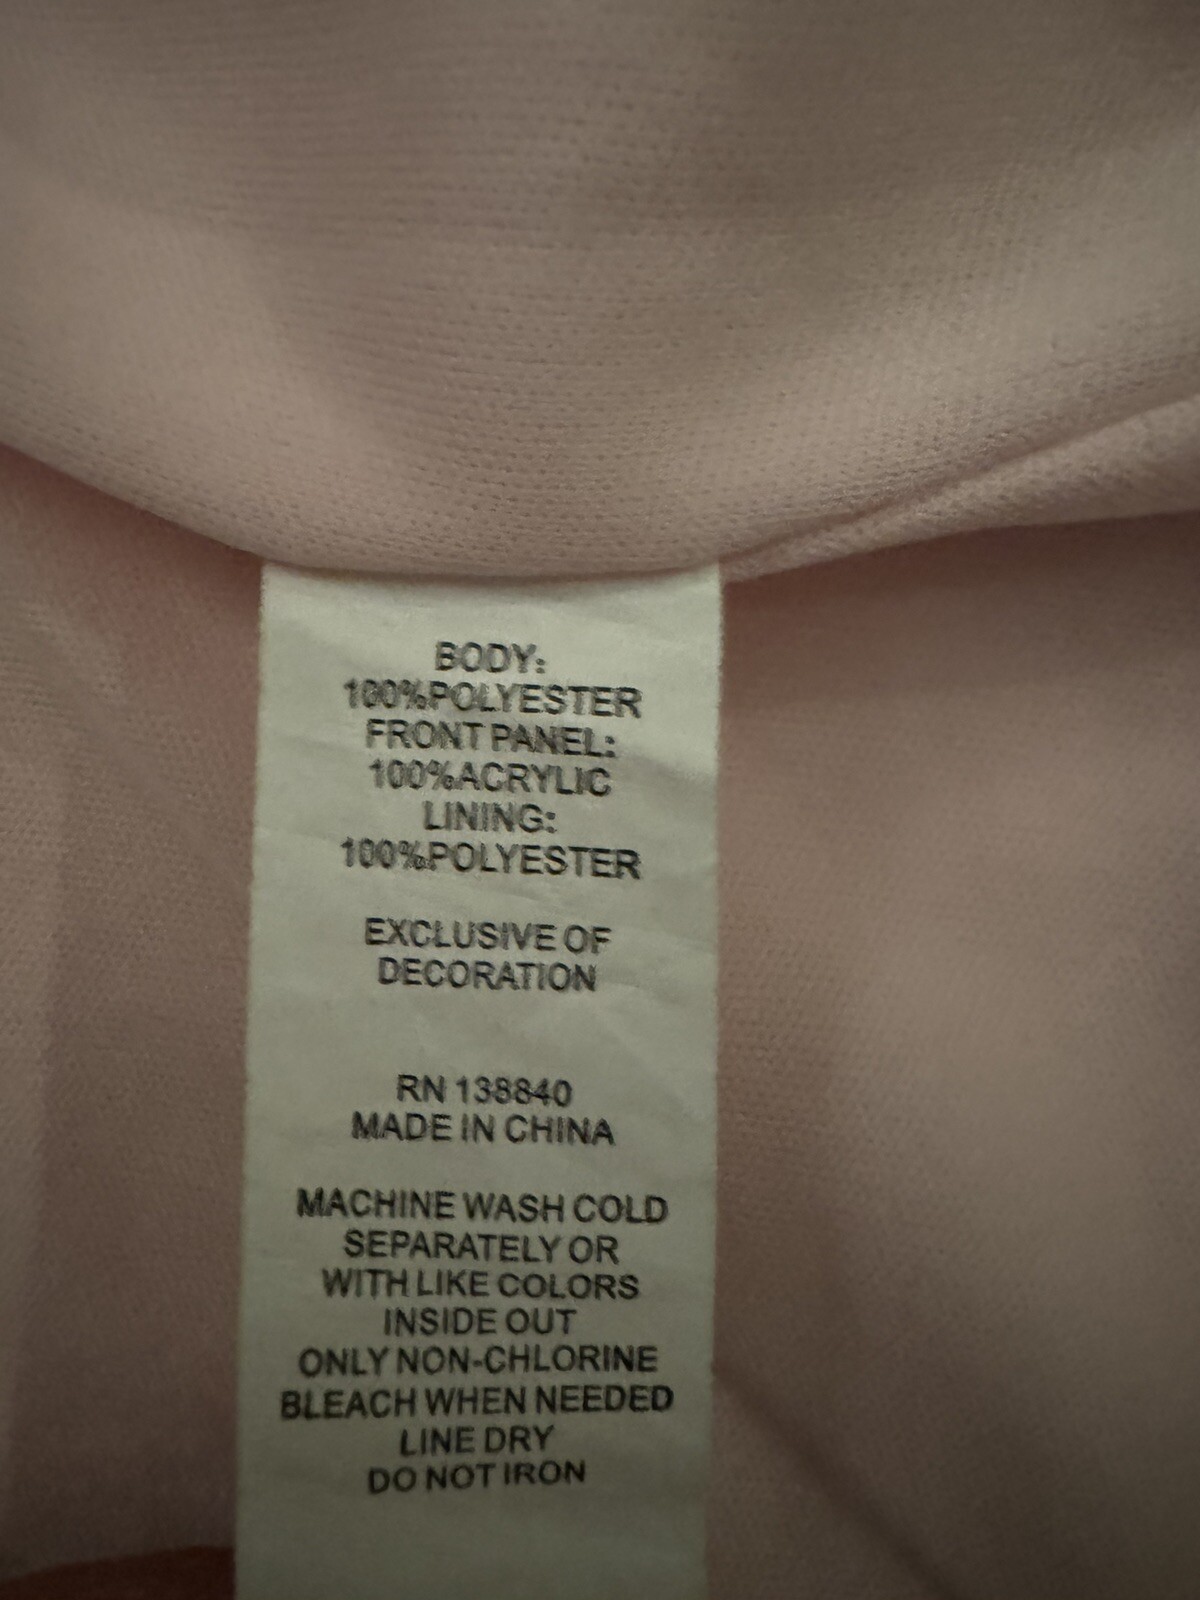 BODY:
100%POLYESTER
FRONT PANEL:
100%ACRYLIC
LINING:
100%POLYESTER
EXCLUSIVE OF
DECORATION
RN 138840
MADE IN CHINA
MACHINE WASH COLD
SEPARATELY OR
WITH LIKE COLORS
INSIDE OUT
ONLY NON-CHLORINE
BLEACH WHEN NEEDED
LINE DRY
DO NOT IRON